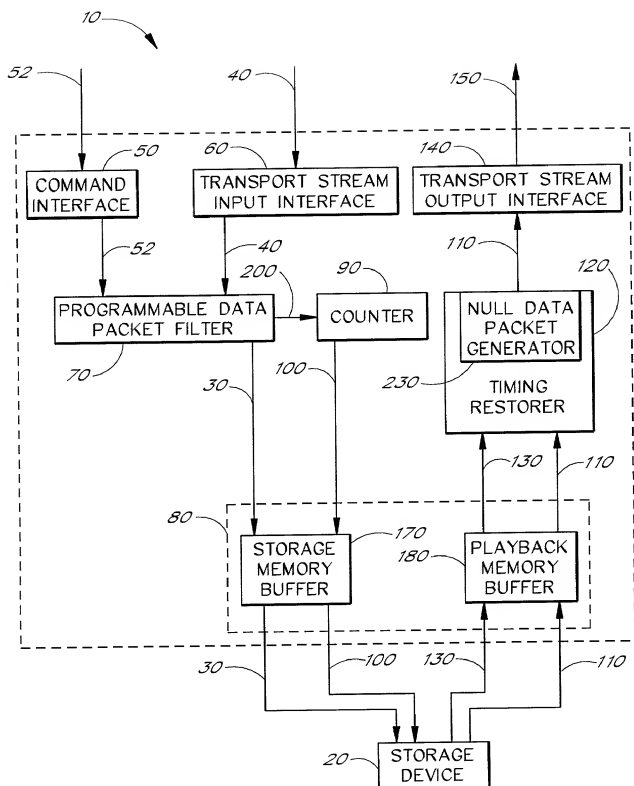 10
52
40
150
50
60
140
COMMAND
INTERFACE
TRANSPORT STREAM
INPUT INTERFACE
TRANSPORT STREAM
OUTPUT INTERFACE
52
40
110
200
90
120
PROGRAMMABLE DATA
PACKET FILTER
COUNTER
NULL DATA
PACKET
GENERATOR
70
230
TIMING
RESTORER
30
100
130
110
80
170
STORAGE
MEMORY
BUFFER
180
PLAYBACK
MEMORY
BUFFER
30
100
130
110
20
STORAGE
DEVICE